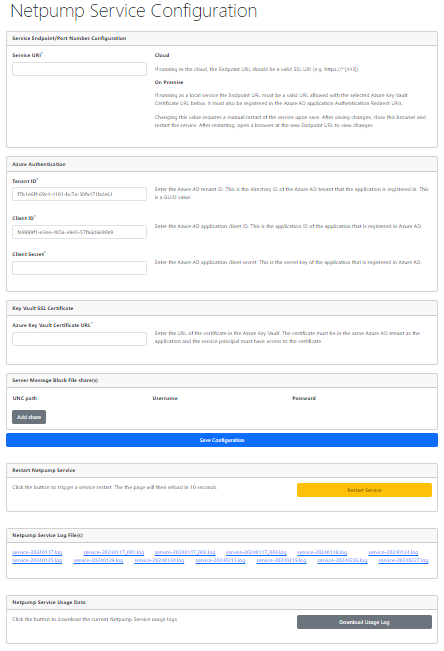 Netpump Service Configuration
Service Endpoint/Port Number Configuration
Service URI*
Cloud
If running in the cloud, the Endpoint URL should be a valid SSL URI (e.g. https://*:443).
On Premise
If running as a local service the Endpoint URL must be a valid URL allowed with the selected Azure Key Vault
Certificate URL below. It must also be registered in the Azure AD application Authentication Redirect URIs.
Changing this value requires a manual restart of the service upon save. After saving changes, close this browser and
restart the service. After restarting, open a browser at the new Endpoint URL to view changes.
Azure Authentication
Tenant ID*
Enter the Azure AD tenant ID. This is the directory ID of the Azure AD tenant that the application is registered in. This
is a GUID value.
Client ID*
Enter the Azure AD application client ID. This is the application ID of the application that is registered in Azure AD.
Client Secret*
Enter the Azure AD application client secret. This is the secret key of the application that is registered in Azure AD.
Key Vault SSL Certificate
Azure Key Vault Certificate URL*
Enter the URL of the certificate in the Azure Key Vault. The certificate must be in the same Azure AD tenant as the
application and the service principal must have access to the certificate.
Server Message Block File share(s)
UNC path Username Password
Add share
Save Configuration
Restart Netpump Service
Click the button to trigger a service restart. The the page will then reload in 10 seconds.
Restart Service
Netpump Service Log File(s)
service-20240117.log service-20240117_001.log service-20240117_002.log service-20240117_003.log service-20240118.log service-20240124.log
service-20240125.log service-20240129.log service-20240130.log service-20240215.log service-20240219.log service-20240226.log service-20240227.log
Netpump Service Usage Data
Click the button to download the current Netpump Service usage logs.
Download Usage Log